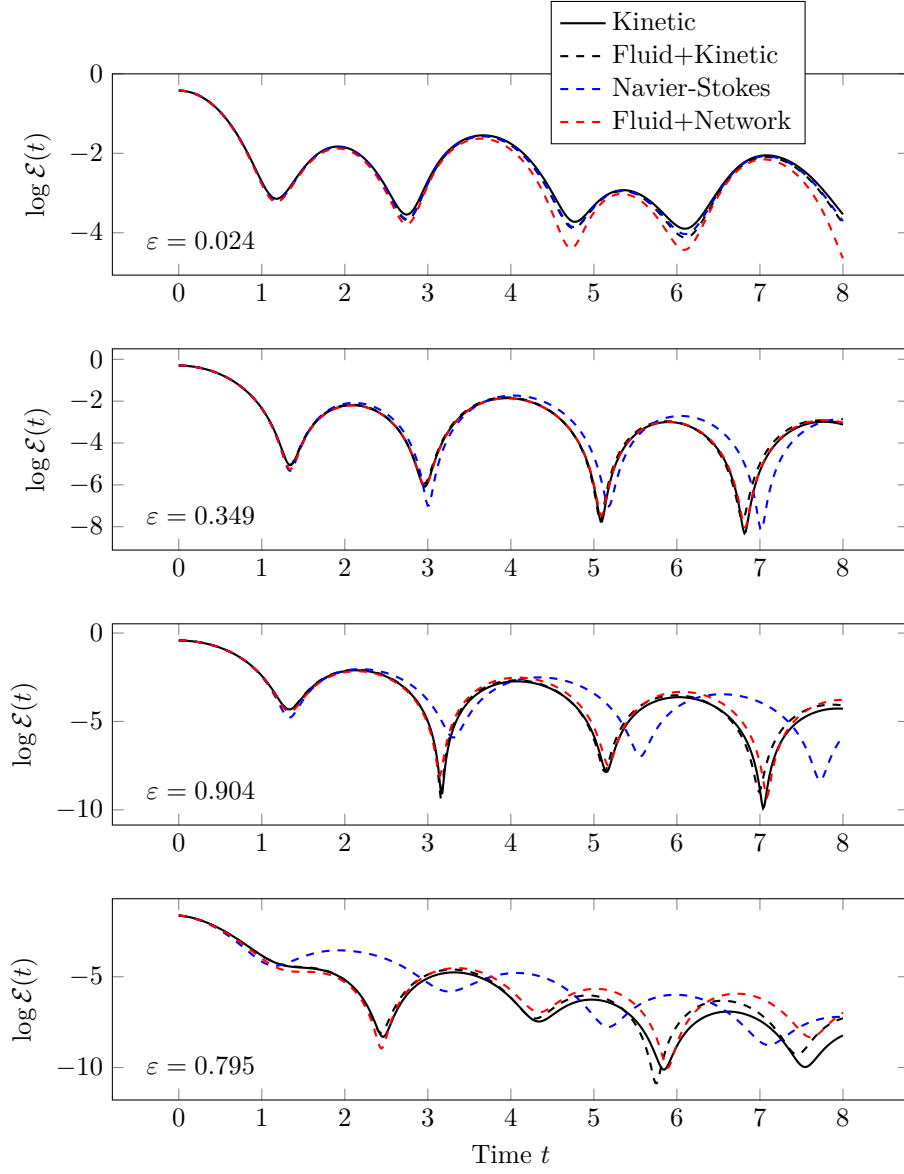 Kinetic
Fluid+Kinetic
Navier-Stokes
Fluid+Network
0
−2
−4
log ℰ(t)
ε = 0.024
0 1 2 3 4 5 6 7 8
0
−2
−4
−6
−8
log ℰ(t)
ε = 0.349
0 1 2 3 4 5 6 7 8
0
−5
−10
log ℰ(t)
ε = 0.904
0 1 2 3 4 5 6 7 8
−5
−10
log ℰ(t)
ε = 0.795
0 1 2 3 4 5 6 7 8
Time t